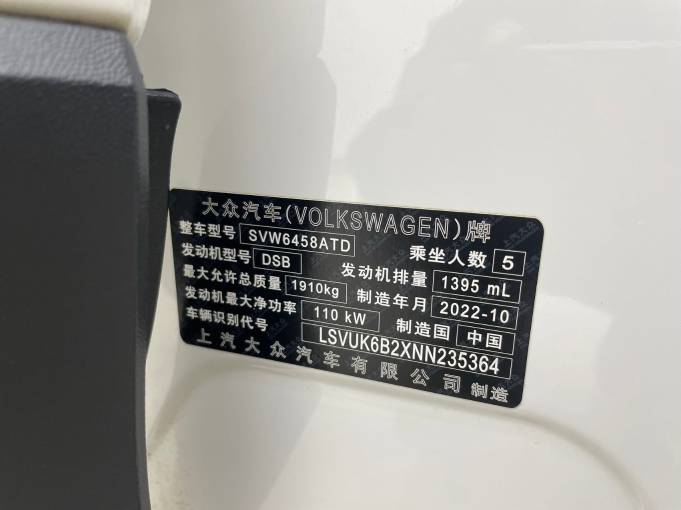 大众汽车(VOLKSWAGEN)牌
整车型号 SVW6458ATD 乘坐人数 5
发动机型号 DSB 发动机排量 1395 mL
最大允许总质量 1910kg 制造年月 2022-10
发动机最大净功率 110 kW 制造国 中国
车辆识别代号 LSVUK6B2XNN235364
上汽大众汽车有限公司 制造